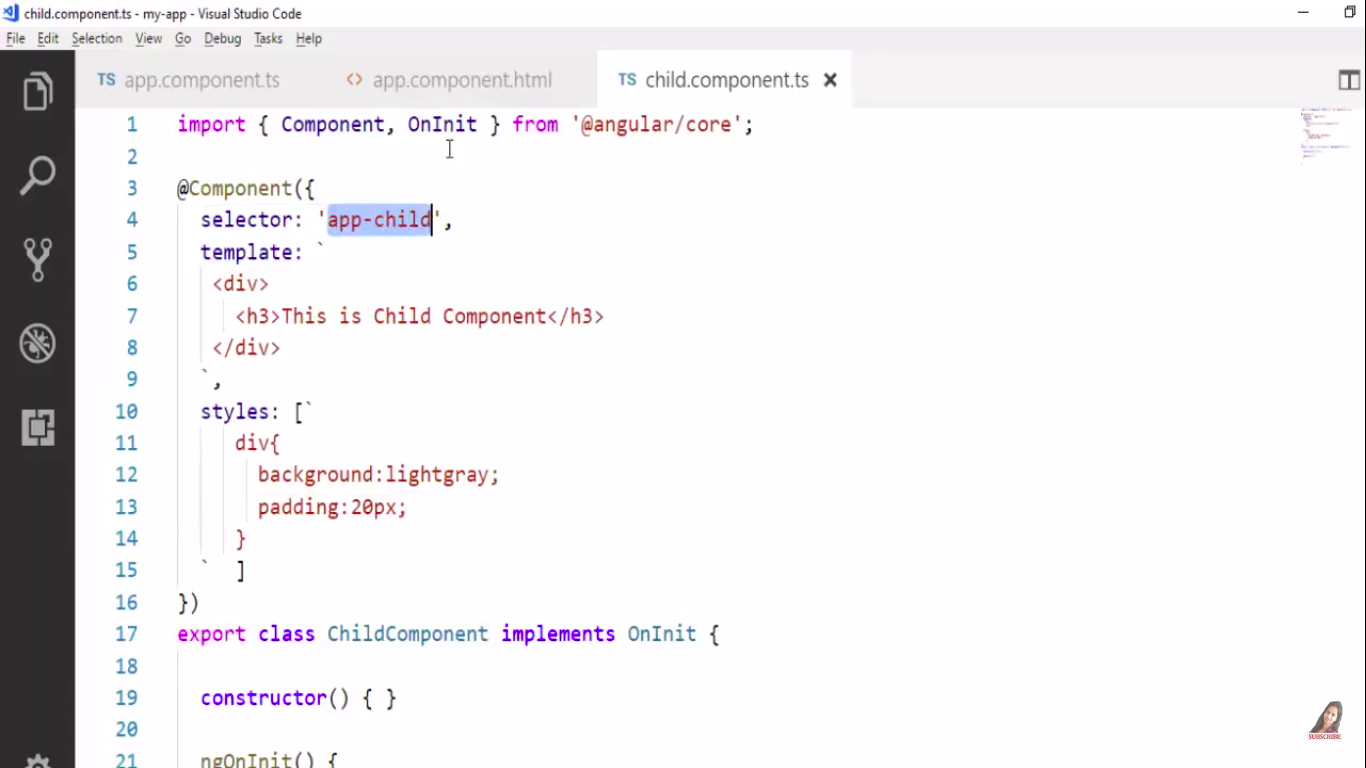 child.component.ts - my-app - Visual Studio Code
File Edit Selection View Go Debug Tasks Help
TS app.component.ts <> app.component.html TS child.component.ts
1 import { Component, OnInit } from '@angular/core';
2
3 @Component({
4 selector: 'app-child',
5 template: `
6 <div>
7 <h3>This is Child Component</h3>
8 </div>
9 `,
10 styles: [`
11 div{
12 background:lightgray;
13 padding:20px;
14 }
15 ` ]
16 })
17 export class ChildComponent implements OnInit {
18
19 constructor() { }
20
21 ngOnInit() {
SUBSCRIBE